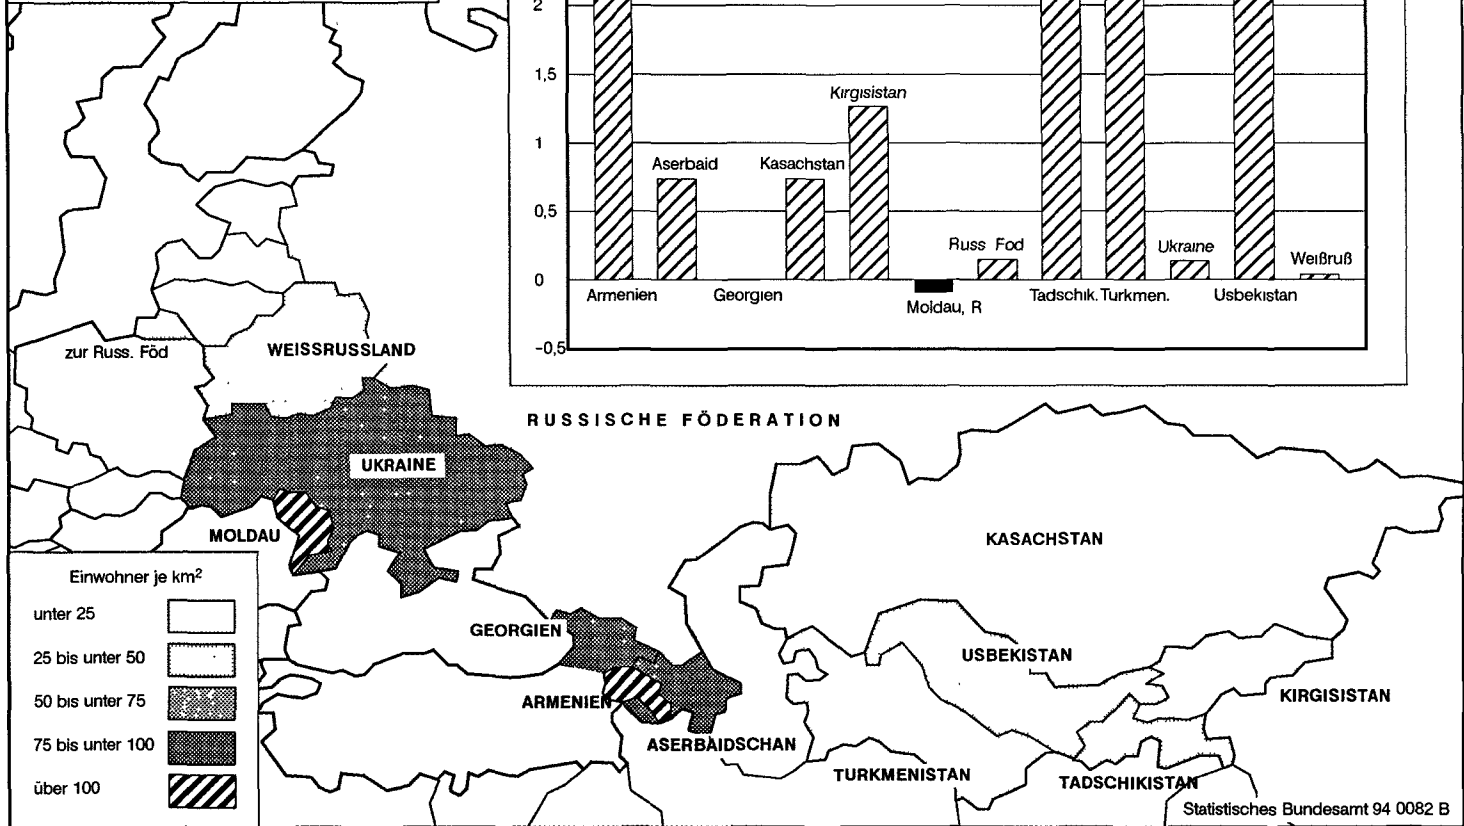 2
1,5
Kırgısistan
1
Aserbaid
Kasachstan
0,5
Russ Fod
Ukraıne
Weißruß
0
Armenien
Georgıen
Moldau, R
Tadschık.
Turkmen.
Usbekıstan
-0,5
zur Russ. Föd
WEISSRUSSLAND
RUSSISCHE FÖDERATION
UKRAINE
MOLDAU
KASACHSTAN
GEORGIEN
USBEKISTAN
ARMENIEN
KIRGISISTAN
ASERBAIDSCHAN
TURKMENISTAN
TADSCHIKISTAN
Einwohner je km²
unter 25
25 bis unter 50
50 bıs unter 75
75 bis unter 100
über 100
Statistisches Bundesamt 94 0082 B